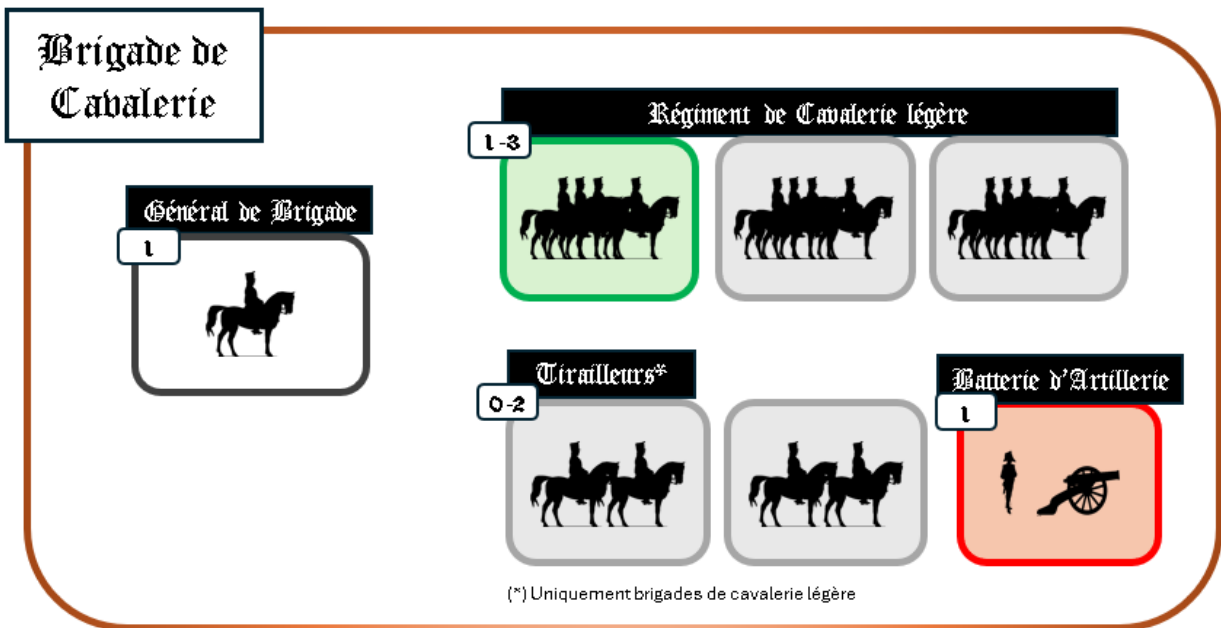 Brigade de
Cavalerie
Régiment de Cavalerie légère
1-3
Général de Brigade
1
Tirailleurs*
0-2
Batterie d'Artillerie
1
(*) Uniquement brigades de cavalerie légère